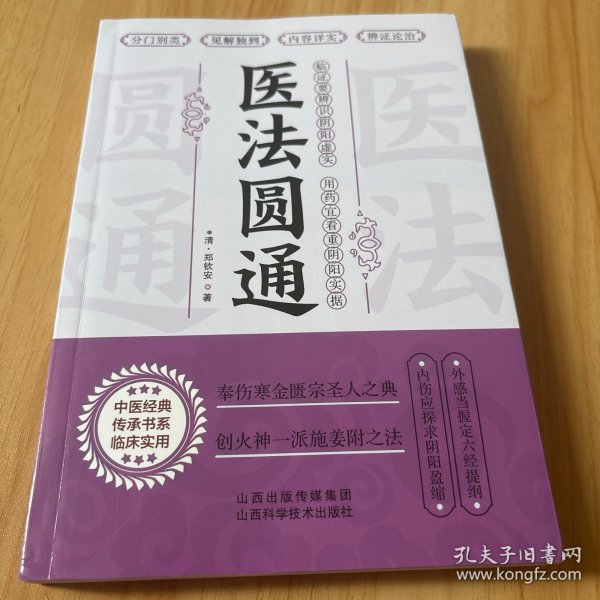 分门别类
见解独到
内容详实
辨证论治
医法圆通
临证要辨识阴阳虚实
用药宜看重阴阳实据
清·郑钦安 著
医法
圆通
奉伤寒金匮宗圣人之典
创火神一派施姜附之法
外感当握定六经提纲
内伤应探求阴阳盈缩
中医经典
传承书系
临床实用
山西出版传媒集团
山西科学技术出版社
孔夫子旧书网
www.kongfz.com